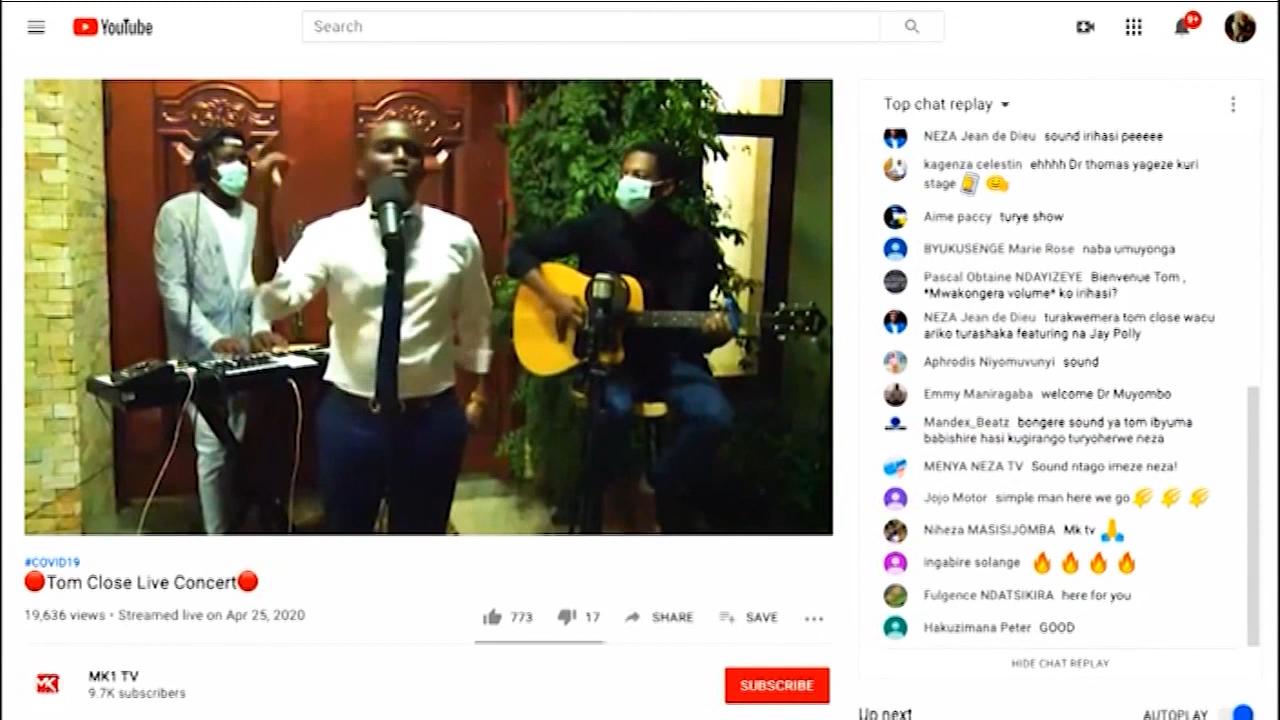 YouTube
Search
9+
Top chat replay
NEZA Jean de Dieu sound irihasi peeeee
kagenza celestin ehhhh Dr thomas yageze kuri
stage
Aime paccy turye show
BYUKUSENGE Marie Rose naba umuyonga
Pascal Obtaine NDAYIZEYE Bienvenue Tom ,
*Mwakongera volume* ko irihasi?
NEZA Jean de Dieu turakwemera tom close wacu
ariko turashaka featuring na Jay Polly
Aphrodis Niyomuvunyi sound
Emmy Maniragaba welcome Dr Muyombo
Mandex_Beatz bongere sound ya tom ibyuma
babishire hasi kugirango turyoherwe neza
MENYA NEZA TV Sound ntago imeze neza!
Jojo Motor simple man here we go
Niheza MASISIJOMBA Mk tv
ingabire solange
Fulgence NDATSIKIRA here for you
Hakuzimana Peter GOOD
HIDE CHAT REPLAY
#COVID19
Tom Close Live Concert
19,636 views • Streamed live on Apr 25, 2020
773
17
SHARE
SAVE
MK
MK1 TV
9.7K subscribers
SUBSCRIBE
Up next
AUTOPLAY